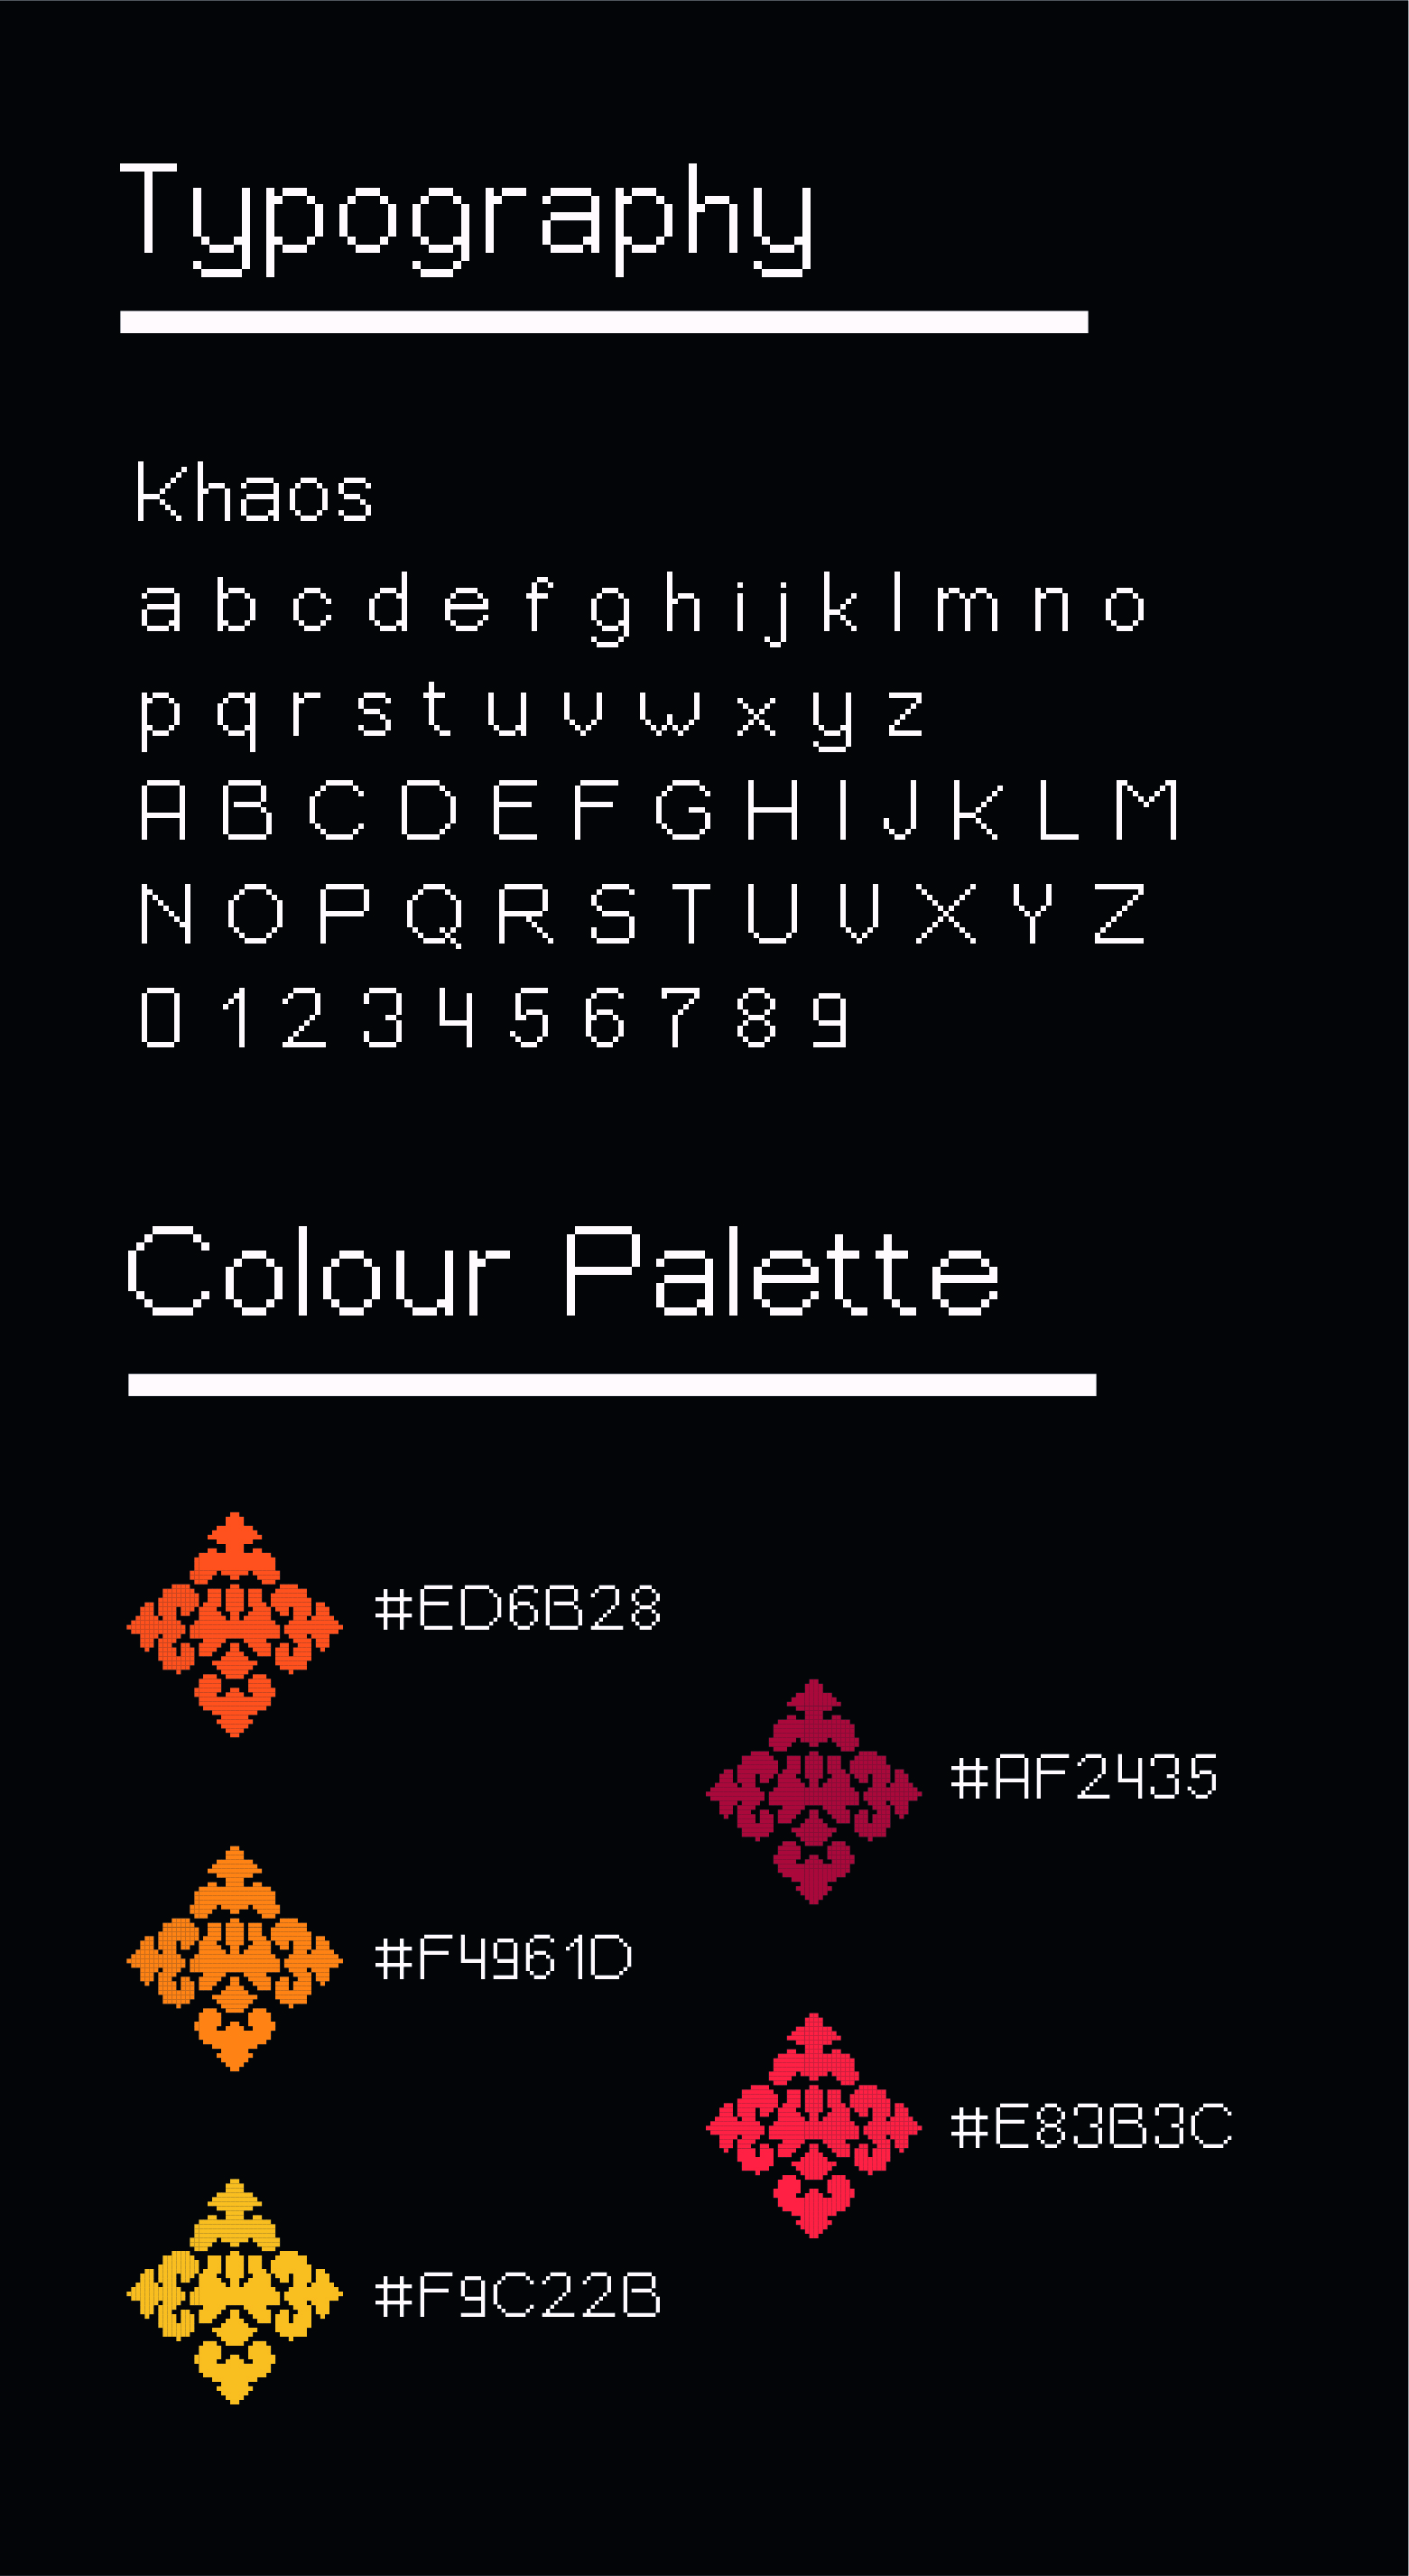 Typography
Khaos
a b c d e f g h i j k l m n o
p q r s t u v w x y z
A B C D E F G H I J K L M
N O P Q R S T U V X Y Z
0 1 2 3 4 5 6 7 8 9
Colour Palette
#ED6B28
#AF2435
#F4961D
#E83B3C
#F9C22B